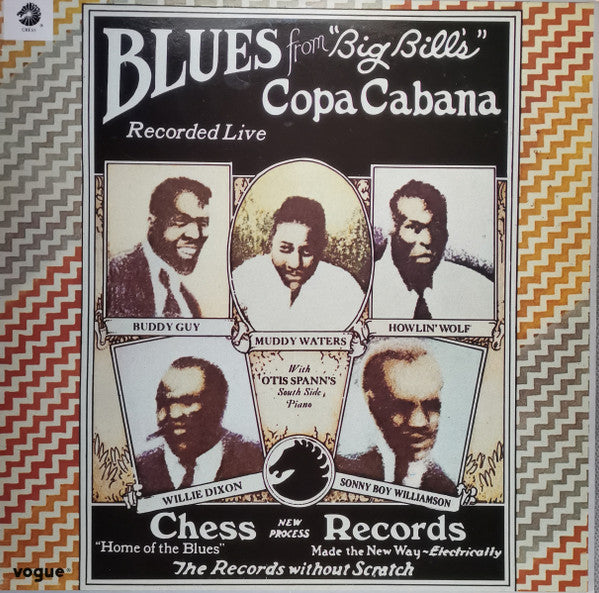 CHESS
BLUES from "Big Bill's"
Copa Cabana
Recorded Live
BUDDY GUY
MUDDY WATERS
HOWLIN' WOLF
With
OTIS SPANN'S
South Side,
Piano
WILLIE DIXON
SONNY BOY WILLIAMSON
Chess NEW PROCESS Records
"Home of the Blues"
Made the New Way~Electrically
The Records without Scratch
vogue®